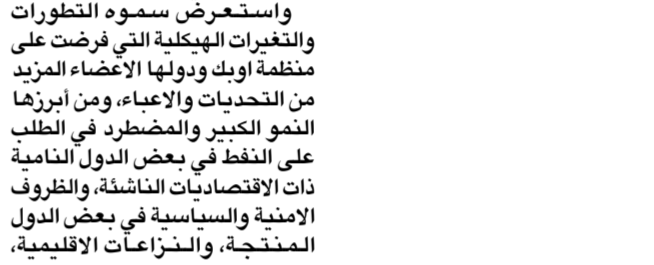 واستعرض سموه التطورات
والتغيرات الهيكلية التي فرضت على
منظمة اوبك ودولها الاعضاء المزيد
من التحديات والاعباء، ومن أبرزها
النمو الكبير والمضطرد في الطلب
على النفط في بعض الدول النامية
ذات الاقتصاديات الناشئة، والظروف
الامنية والسياسية في بعض الدول
المنتجة، والنزاعات الاقليمية،